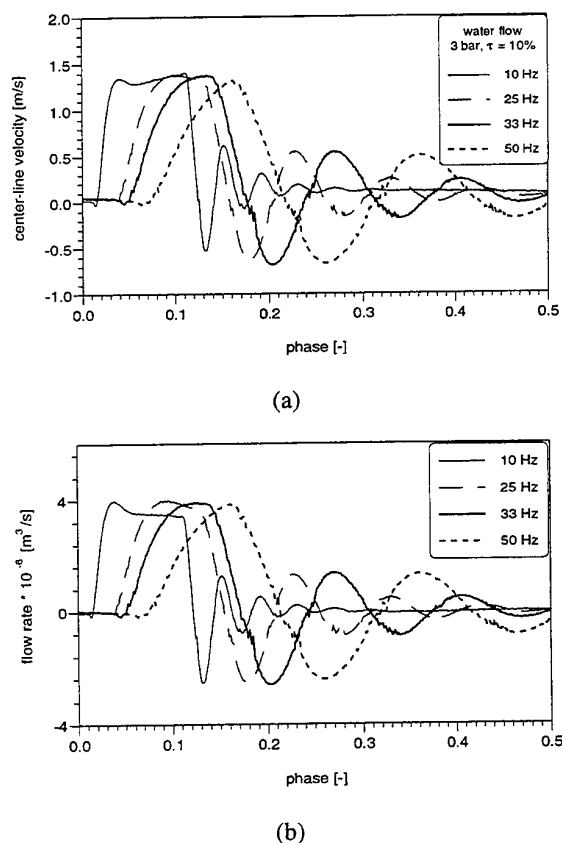 water flow
3 bar, τ = 10%
10 Hz
25 Hz
33 Hz
50 Hz
center-line velocity [m/s]
2.0
1.5
1.0
0.5
0.0
-0.5
-1.0
0.0 0.1 0.2 0.3 0.4 0.5
phase [-]
(a)
10 Hz
25 Hz
33 Hz
50 Hz
flow rate * 10⁻⁶ [m³/s]
4
0
-4
0.0 0.1 0.2 0.3 0.4 0.5
phase [-]
(b)